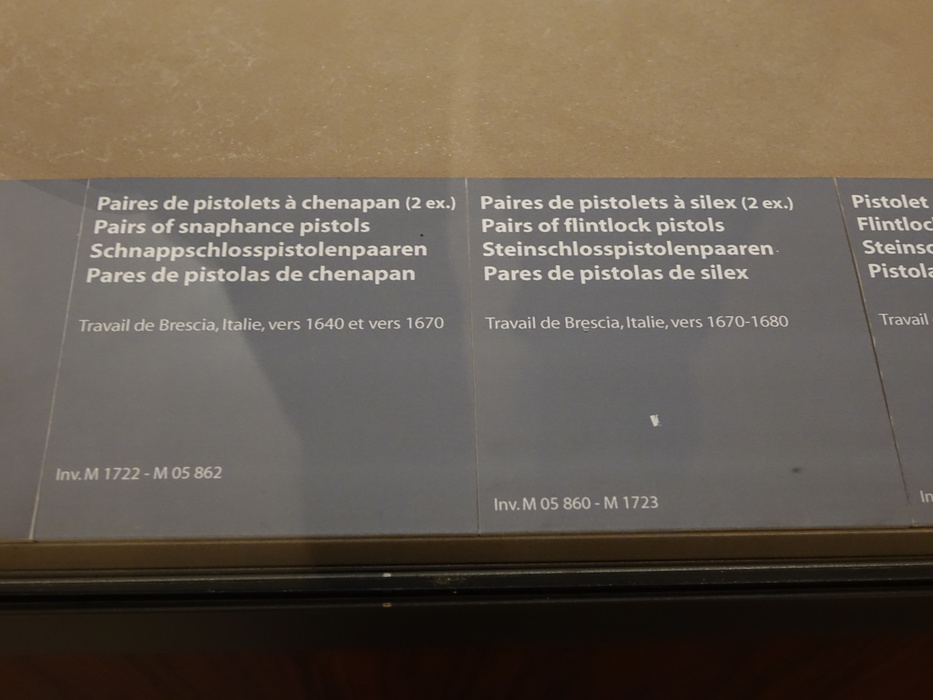 Paires de pistolets à chenapan (2 ex.)
Pairs of snaphance pistols
Schnappschlosspistolenpaaren
Pares de pistolas de chenapan
Travail de Brescia, Italie, vers 1640 et vers 1670
Inv. M 1722 - M 05 862
Paires de pistolets à silex (2 ex.)
Pairs of flintlock pistols
Steinschlosspistolenpaaren
Pares de pistolas de silex
Travail de Brescia, Italie, vers 1670-1680
Inv. M 05 860 - M 1723
Pistolet
Travail